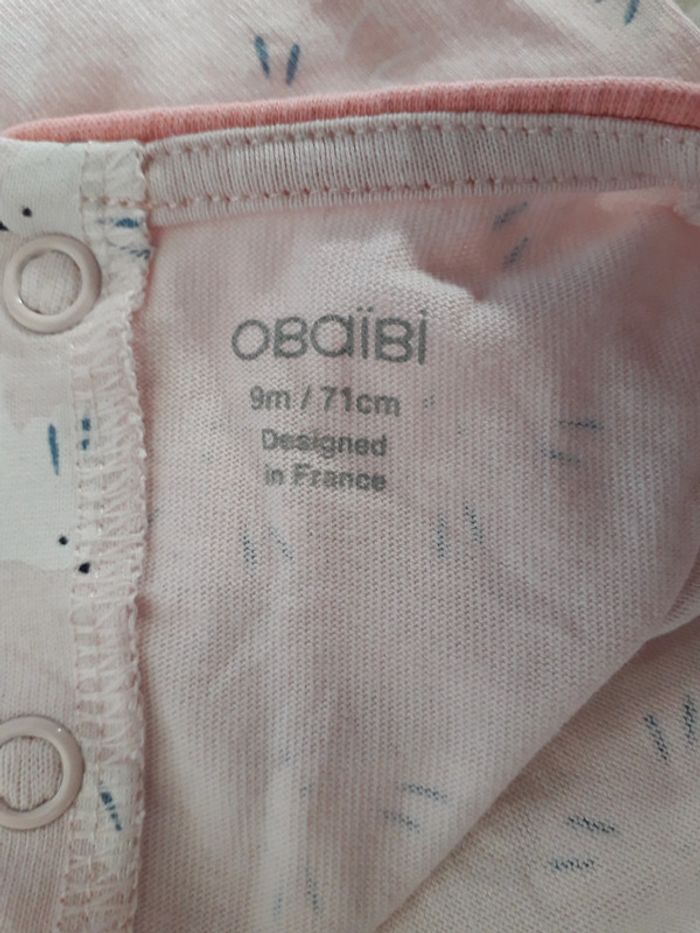 OBaïBi
9m / 71cm
Designed
in France